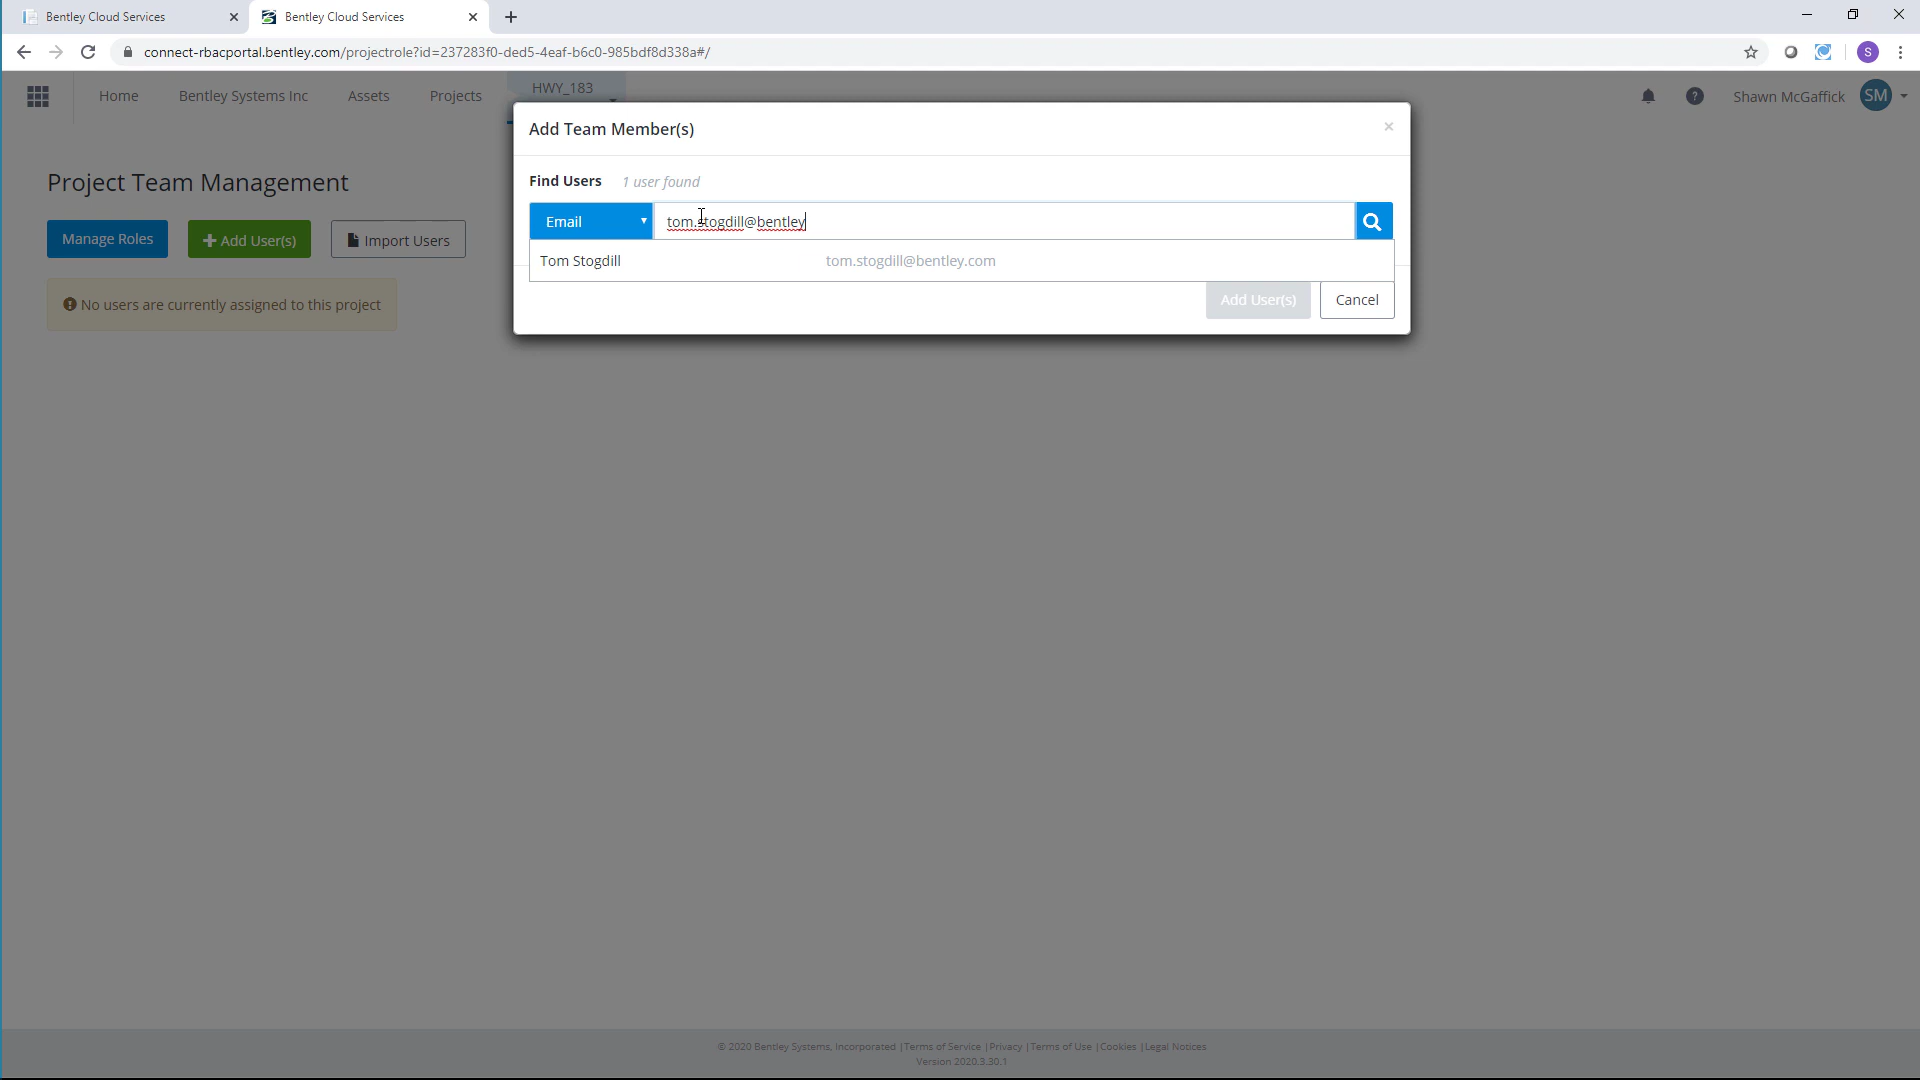 Bentley Cloud Services
Bentley Cloud Services
connect-rbacportal.bentley.com/projectrole?id=237283f0-ded5-4eaf-b6c0-985bdf8d338a#/
S
Home
Bentley Systems Inc
Assets
Projects
HWY_183
Shawn McGaffick
SM
Add Team Member(s)
Project Team Management
Find Users 1 user found
Email
tom.stogdill@bentley
Manage Roles
Add User(s)
Import Users
Tom Stogdill tom.stogdill@bentley.com
No users are currently assigned to this project
Add User(s)
Cancel
© 2020 Bentley Systems, Incorporated |Terms of Service |Privacy |Terms of Use |Cookies |Legal Notices
Version 2020.3.30.1